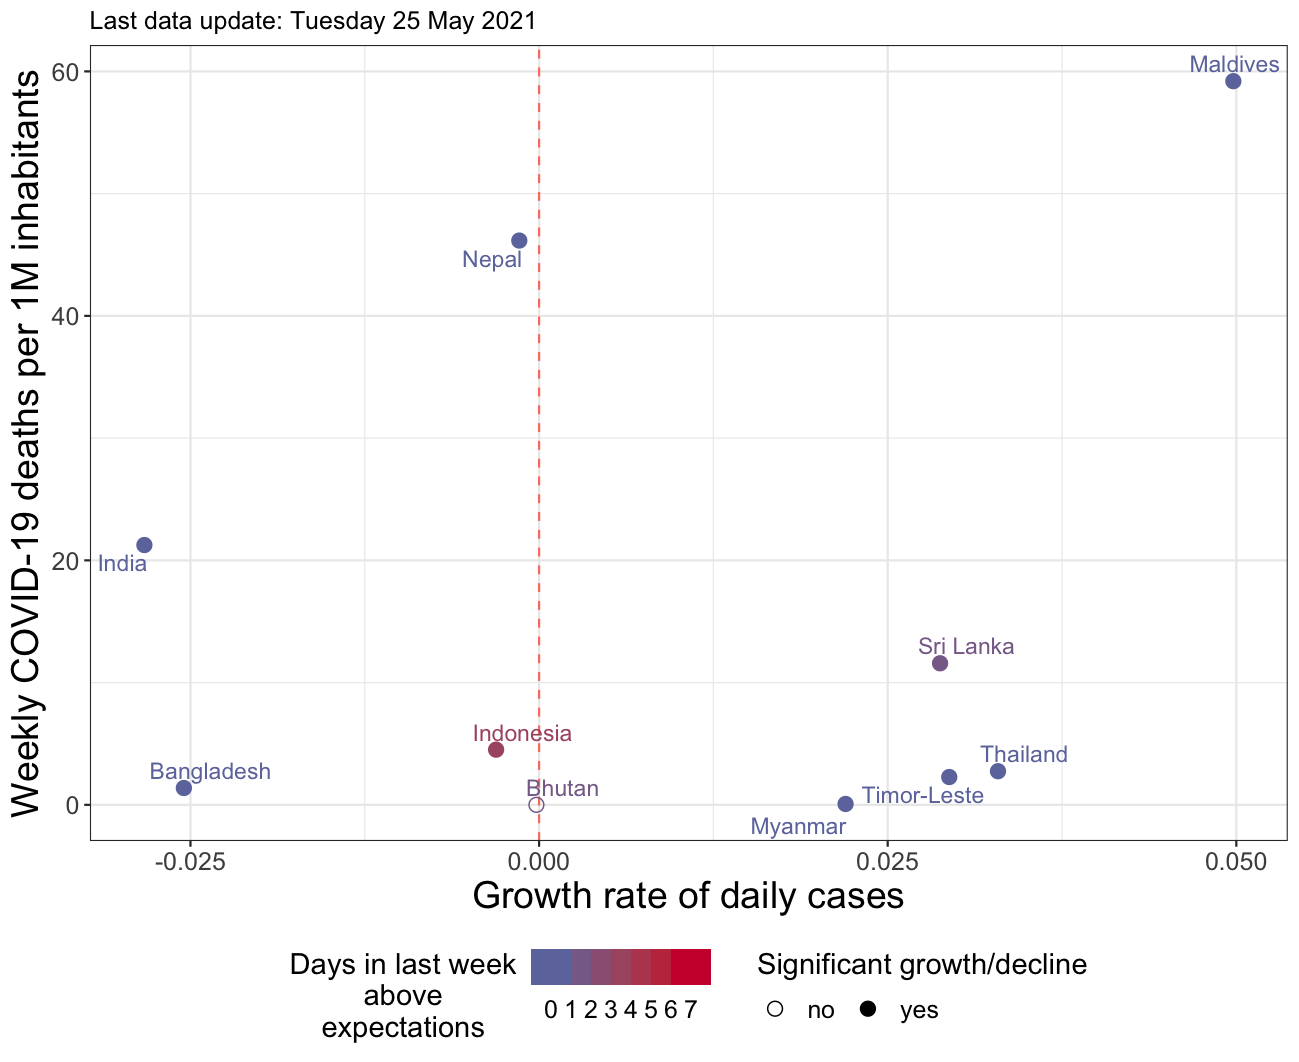 Last data update: Tuesday 25 May 2021
Weekly COVID-19 deaths per 1M inhabitants
60
40
20
0
Maldives
Nepal
India
Sri Lanka
Indonesia
Thailand
Bangladesh
Bhutan
Timor-Leste
Myanmar
-0.025 0.000 0.025 0.050
Growth rate of daily cases
Days in last week
above
expectations
0 1 2 3 4 5 6 7
Significant growth/decline
no yes